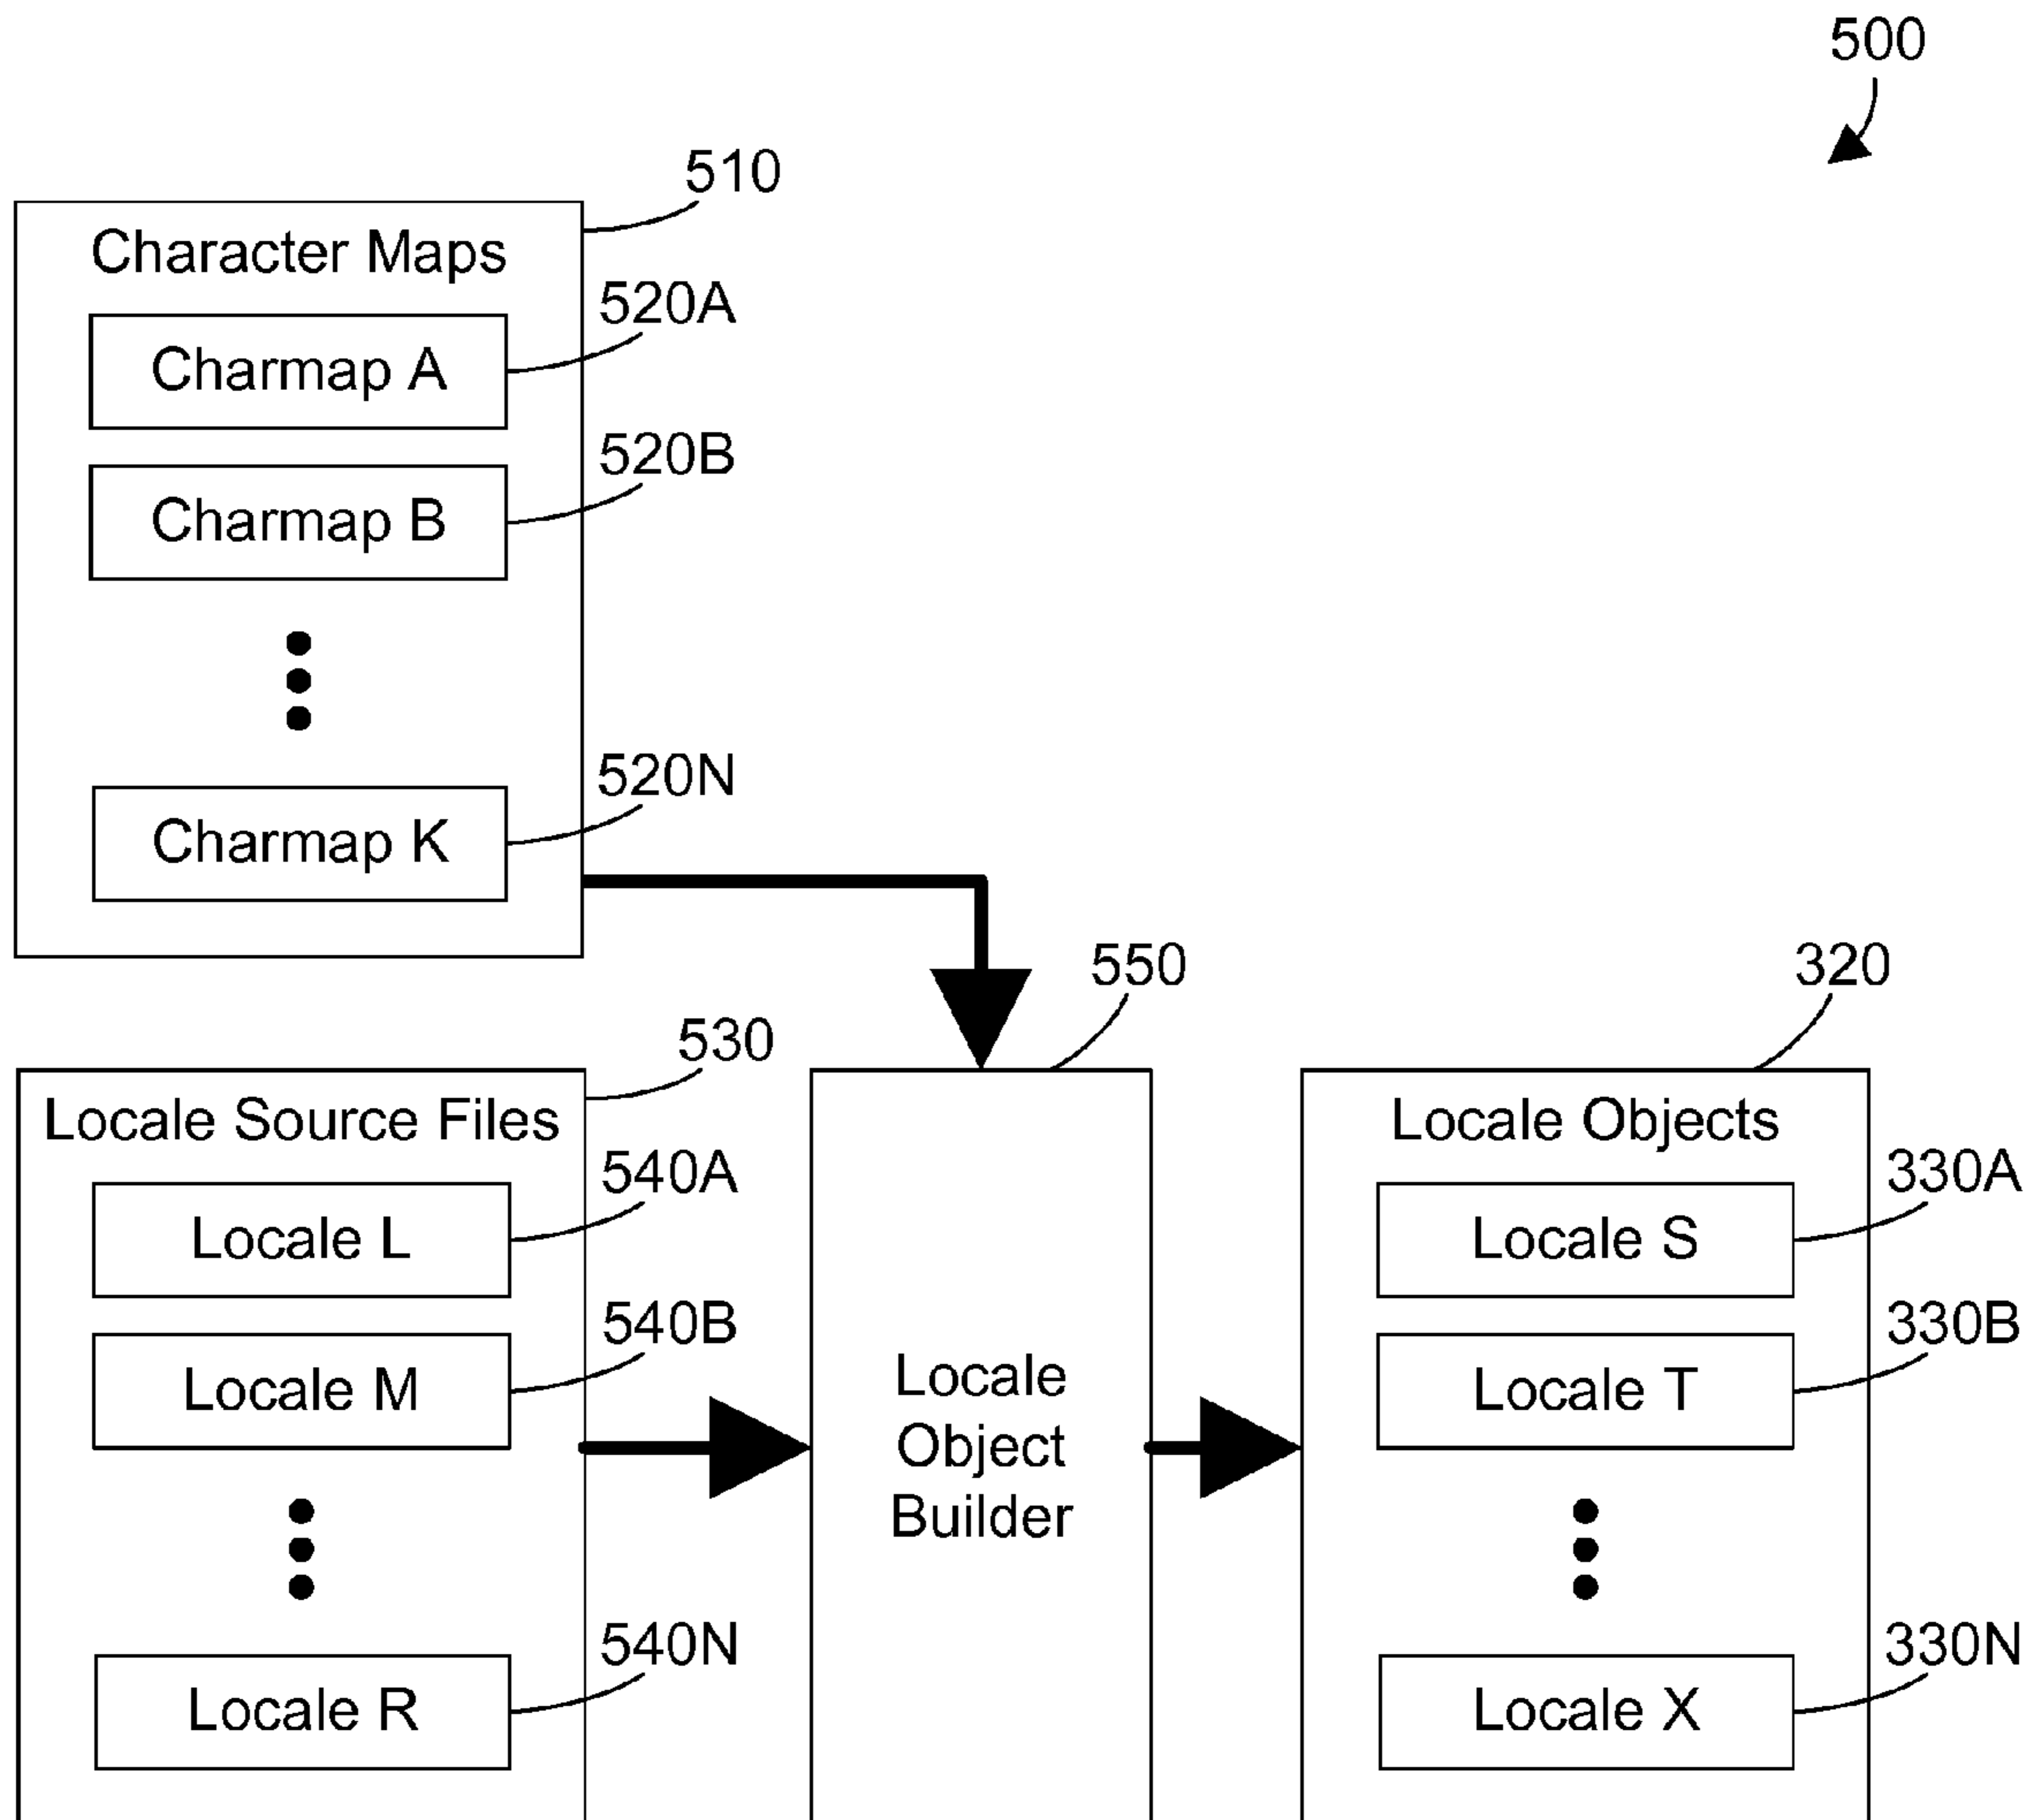 500
510
Character Maps
520A
Charmap A
520B
Charmap B
520N
Charmap K
550
320
530
Locale Source Files
540A
Locale L
540B
Locale M
540N
Locale R
Locale
Object
Builder
Locale Objects
330A
Locale S
330B
Locale T
330N
Locale X